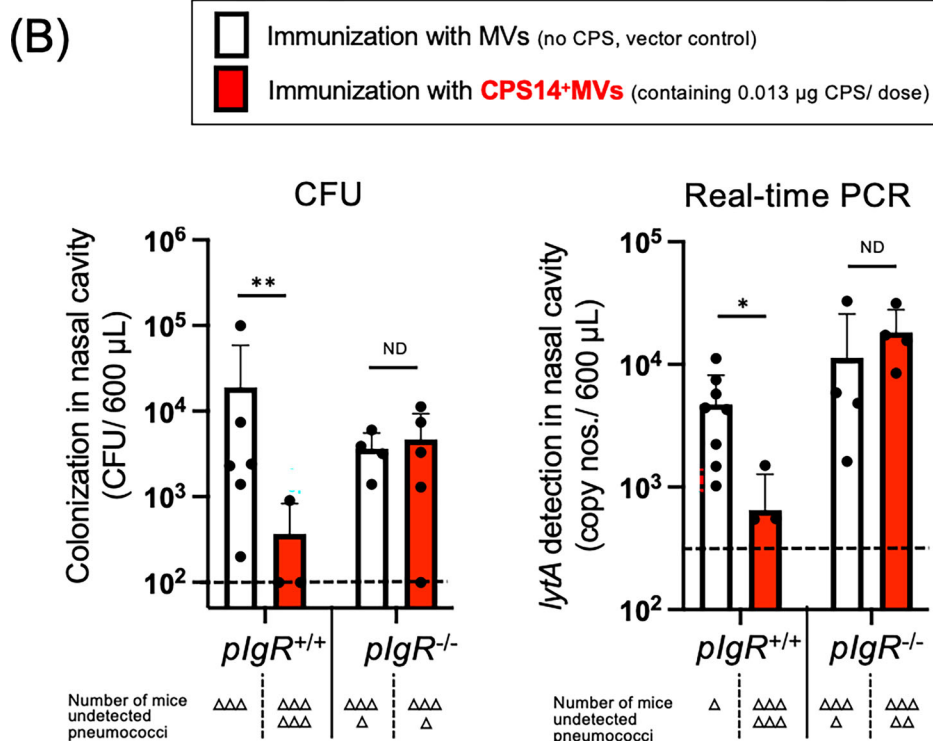 (B)
Immunization with MVs (no CPS, vector control)
Immunization with CPS14⁺MVs (containing 0.013 µg CPS/ dose)
CFU
Colonization in nasal cavity
(CFU/ 600 µL)
10⁶
10⁵
10⁴
10³
10²
**
ND
pIgR⁺/⁺
pIgR⁻/⁻
Number of mice
undetected
pneumococci
△△△
△△△
△△△
△△△
△
△△△
△
Real-time PCR
lytA detection in nasal cavity
(copy nos./ 600 µL)
10⁵
10⁴
10³
10²
*
ND
pIgR⁺/⁺
pIgR⁻/⁻
Number of mice
undetected
pneumococci
△
△△△
△△△
△△△
△
△△△
△△